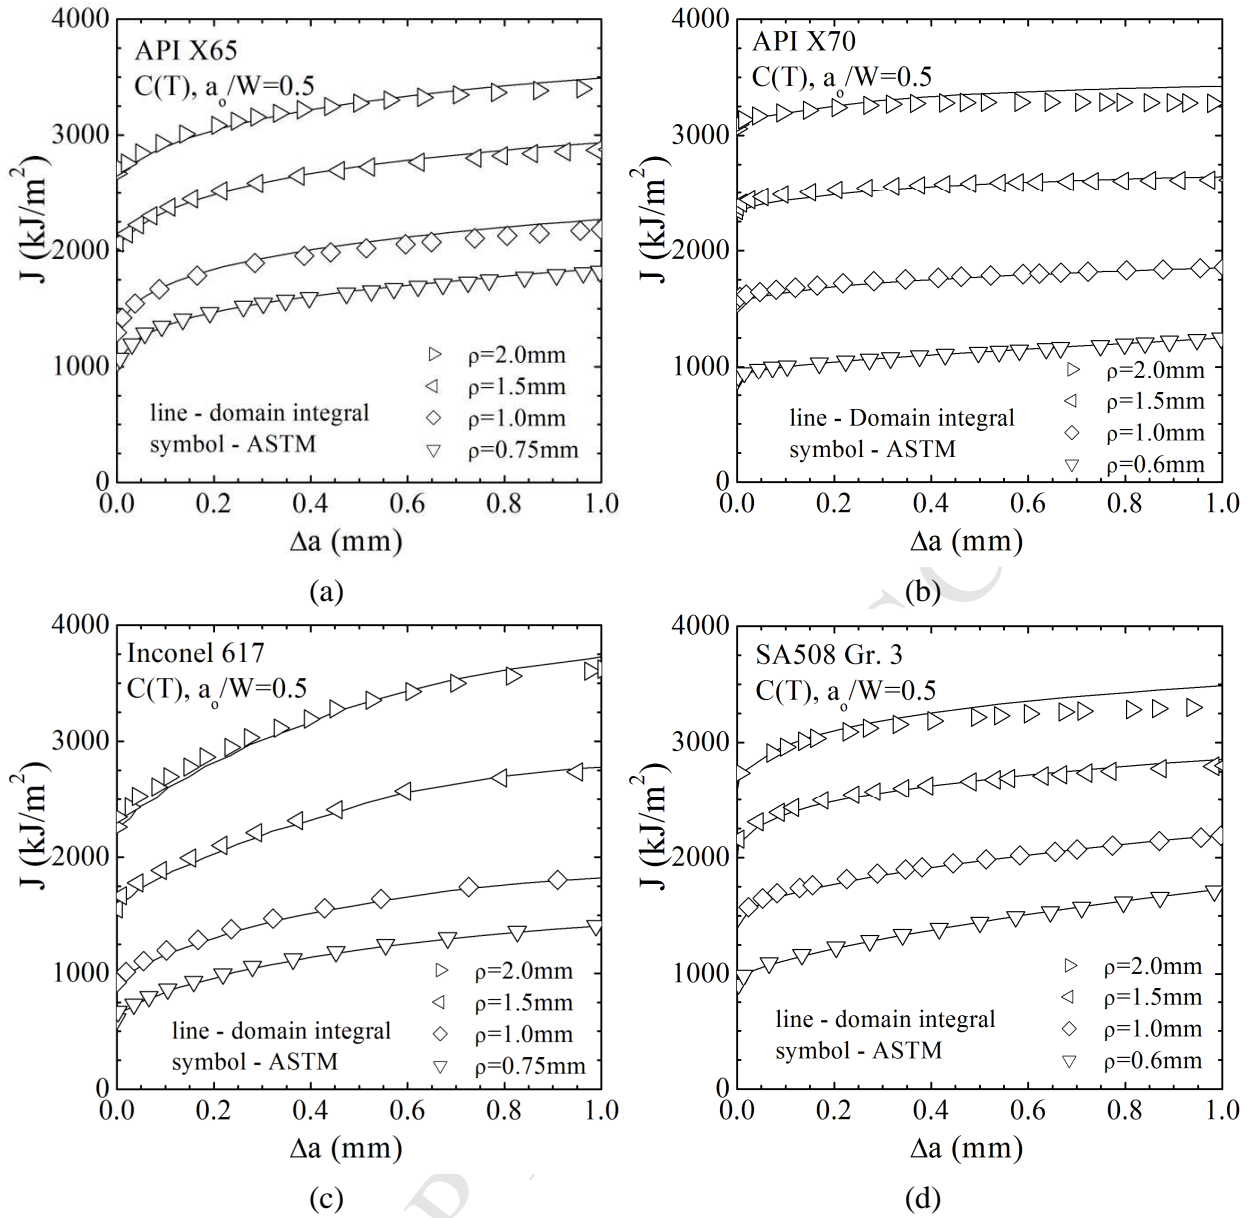 API X65
C(T), aₒ/W=0.5
4000
3000
2000
1000
0
J (kJ/m²)
ρ=2.0mm
ρ=1.5mm
ρ=1.0mm
ρ=0.75mm
line - domain integral
symbol - ASTM
0.0 0.2 0.4 0.6 0.8 1.0
Δa (mm)
(a)
API X70
C(T), aₒ/W=0.5
4000
3000
2000
1000
0
J (kJ/m²)
ρ=2.0mm
ρ=1.5mm
ρ=1.0mm
ρ=0.6mm
line - Domain integral
symbol - ASTM
0.0 0.2 0.4 0.6 0.8 1.0
Δa (mm)
(b)
Inconel 617
C(T), aₒ/W=0.5
4000
3000
2000
1000
0
J (kJ/m²)
ρ=2.0mm
ρ=1.5mm
ρ=1.0mm
ρ=0.75mm
line - domain integral
symbol - ASTM
0.0 0.2 0.4 0.6 0.8 1.0
Δa (mm)
(c)
SA508 Gr. 3
C(T), aₒ/W=0.5
4000
3000
2000
1000
0
J (kJ/m²)
ρ=2.0mm
ρ=1.5mm
ρ=1.0mm
ρ=0.6mm
line - domain integral
symbol - ASTM
0.0 0.2 0.4 0.6 0.8 1.0
Δa (mm)
(d)